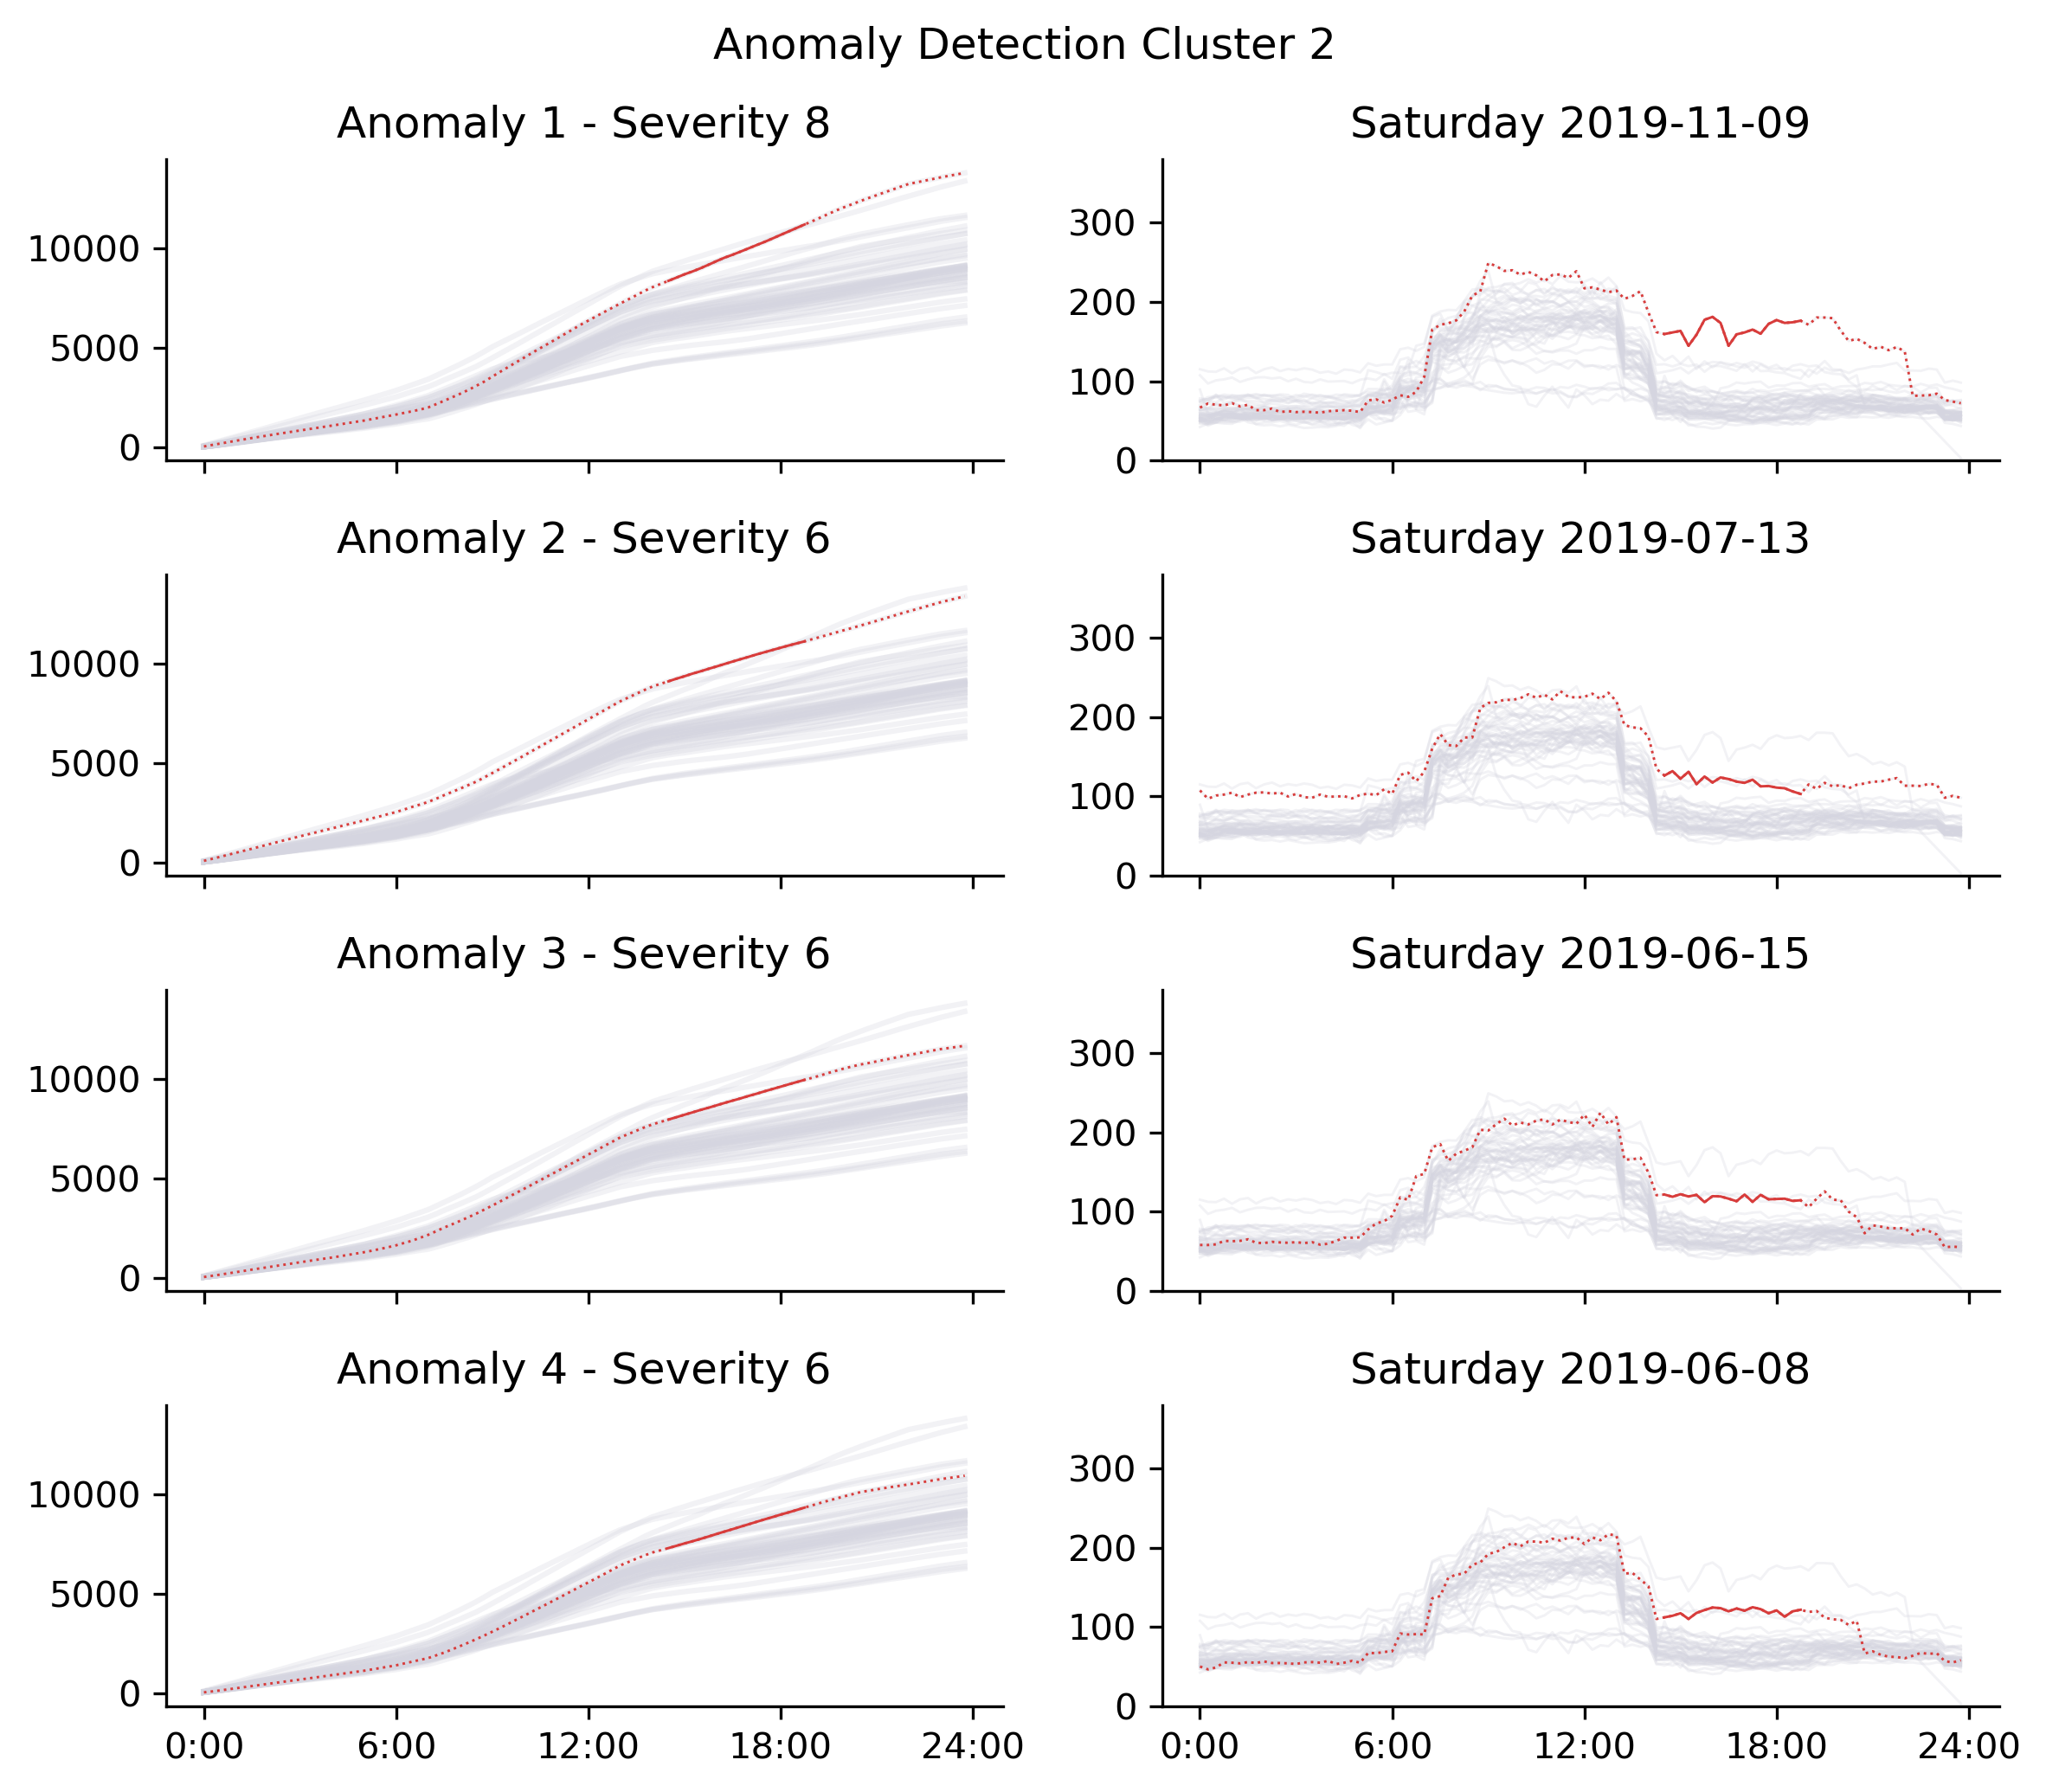 Anomaly Detection Cluster 2
Anomaly 1 - Severity 8
Saturday 2019-11-09
10000
5000
0
300
200
100
0
Anomaly 2 - Severity 6
Saturday 2019-07-13
10000
5000
0
300
200
100
0
Anomaly 3 - Severity 6
Saturday 2019-06-15
10000
5000
0
300
200
100
0
Anomaly 4 - Severity 6
Saturday 2019-06-08
10000
5000
0
300
200
100
0
0:00 6:00 12:00 18:00 24:00
0:00 6:00 12:00 18:00 24:00